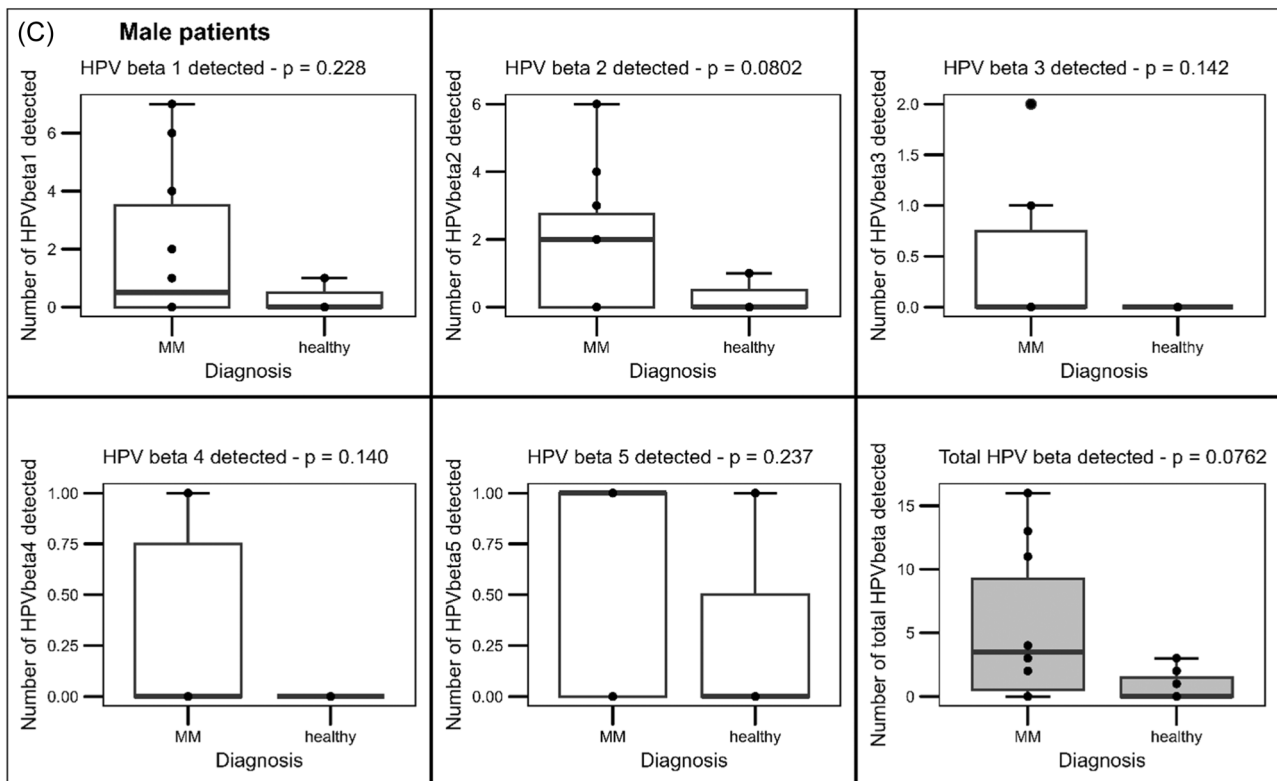 (C) Male patients
HPV beta 1 detected - p = 0.228
Number of HPVbeta1 detected
6
4
2
0
MM healthy
Diagnosis
HPV beta 2 detected - p = 0.0802
Number of HPVbeta2 detected
6
4
2
0
MM healthy
Diagnosis
HPV beta 3 detected - p = 0.142
Number of HPVbeta3 detected
2.0
1.5
1.0
0.5
0.0
MM healthy
Diagnosis
HPV beta 4 detected - p = 0.140
Number of HPVbeta4 detected
1.00
0.75
0.50
0.25
0.00
MM healthy
Diagnosis
HPV beta 5 detected - p = 0.237
Number of HPVbeta5 detected
1.00
0.75
0.50
0.25
0.00
MM healthy
Diagnosis
Total HPV beta detected - p = 0.0762
Number of total HPVbeta detected
15
10
5
0
MM healthy
Diagnosis